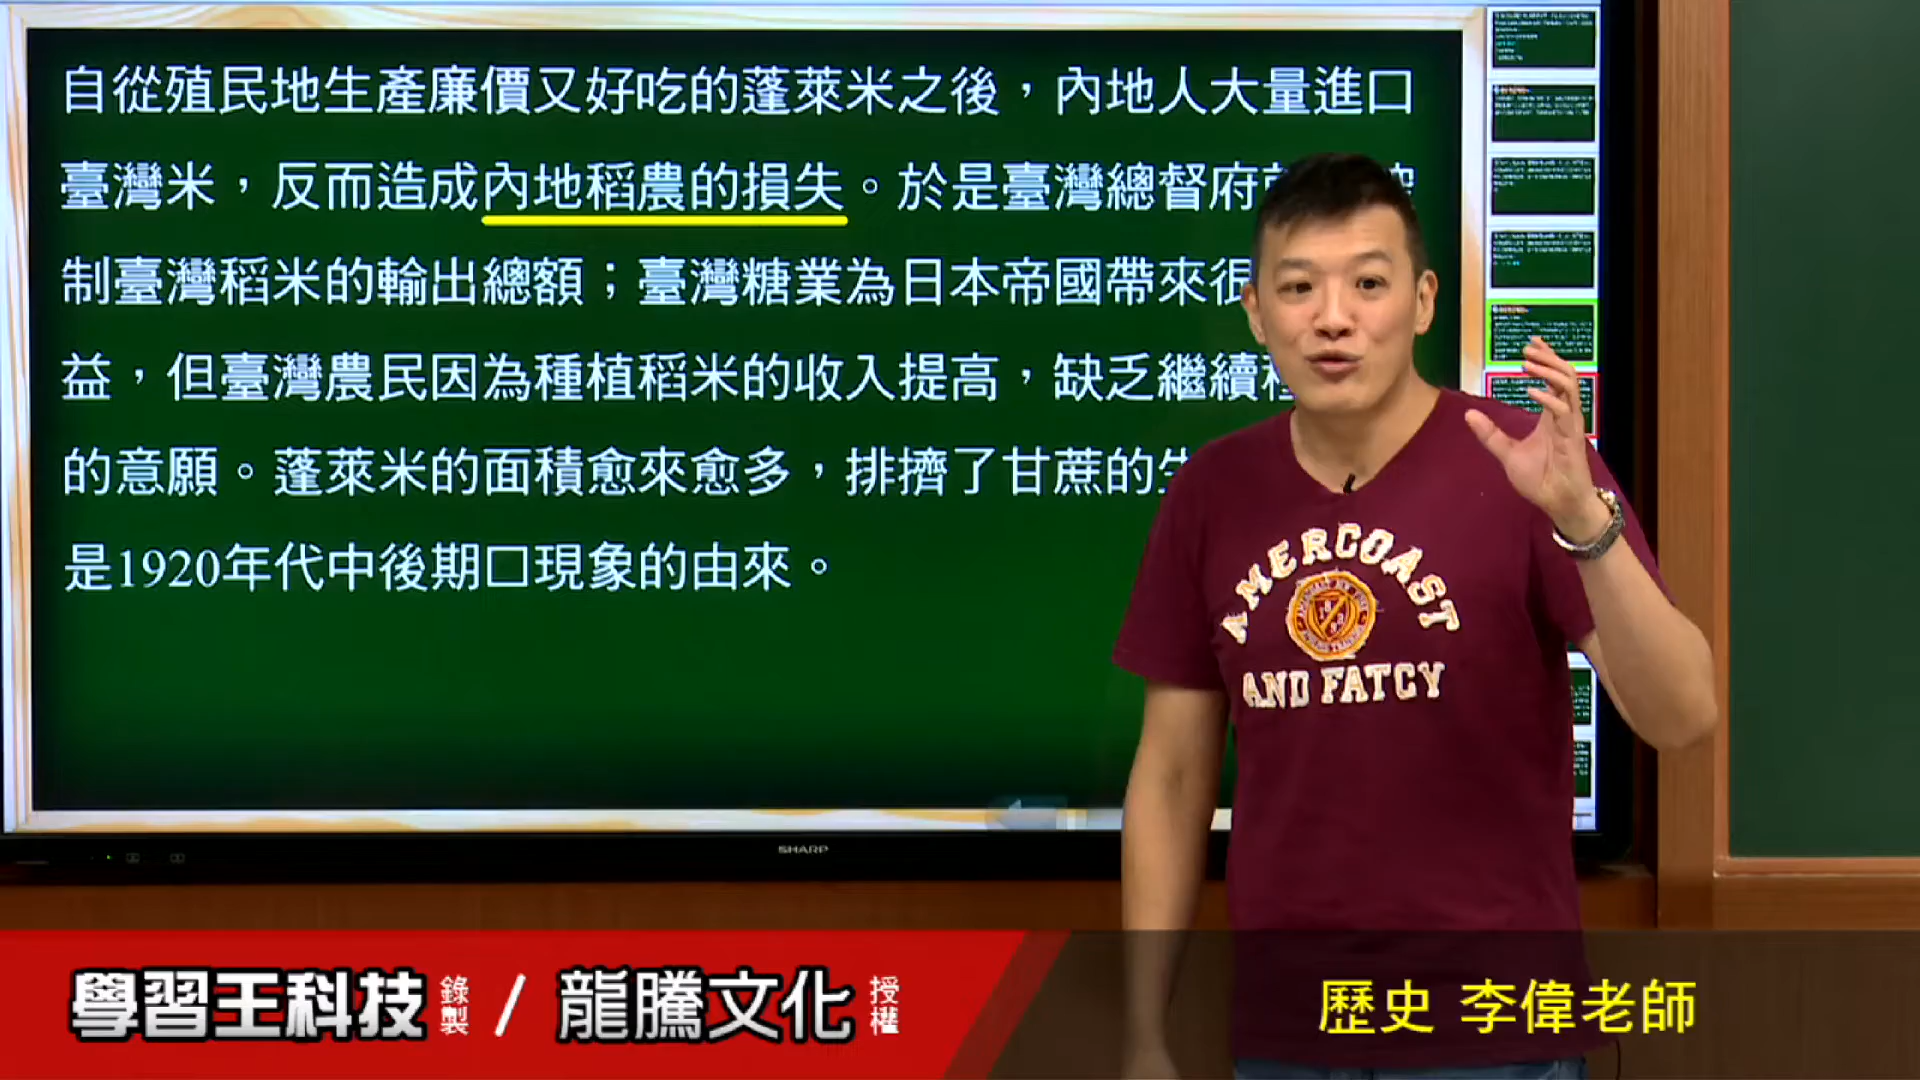 自從殖民地生產廉價又好吃的蓬萊米之後，內地人大量進口
臺灣米，反而造成內地稻農的損失。於是臺灣總督府
制臺灣稻米的輸出總額；臺灣糖業為日本帝國帶來很
益，但臺灣農民因為種植稻米的收入提高，缺乏繼續種
的意願。蓬萊米的面積愈來愈多，排擠了甘蔗的生
是1920年代中後期囗現象的由來。
AMERCOAST
AND FATCY
SHARP
學習王科技 錄製 / 龍騰文化 授權
歷史 李偉老師